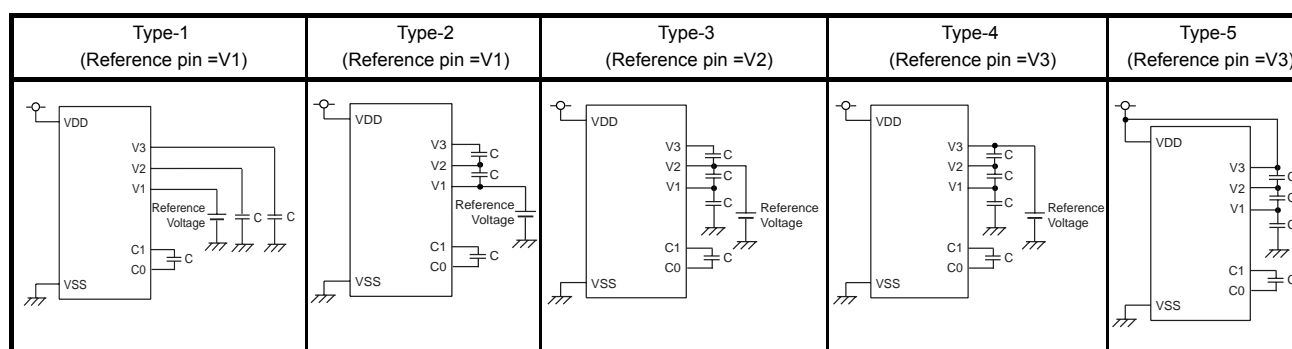 Type-1
(Reference pin =V1)
Type-2
(Reference pin =V1)
Type-3
(Reference pin =V2)
Type-4
(Reference pin =V3)
Type-5
(Reference pin =V3)
VDD
V3
V2
V1
Reference
Voltage
C
C
C1
C0
C
VSS
VDD
V3
C
V2
C
V1
Reference
Voltage
C1
C0
C
VSS
VDD
V3
C
V2
C
V1
C
Reference
Voltage
C1
C0
C
VSS
VDD
V3
C
V2
C
V1
C
Reference
Voltage
C1
C0
C
VSS
VDD
V3
C
V2
C
V1
C
C1
C0
C
VSS